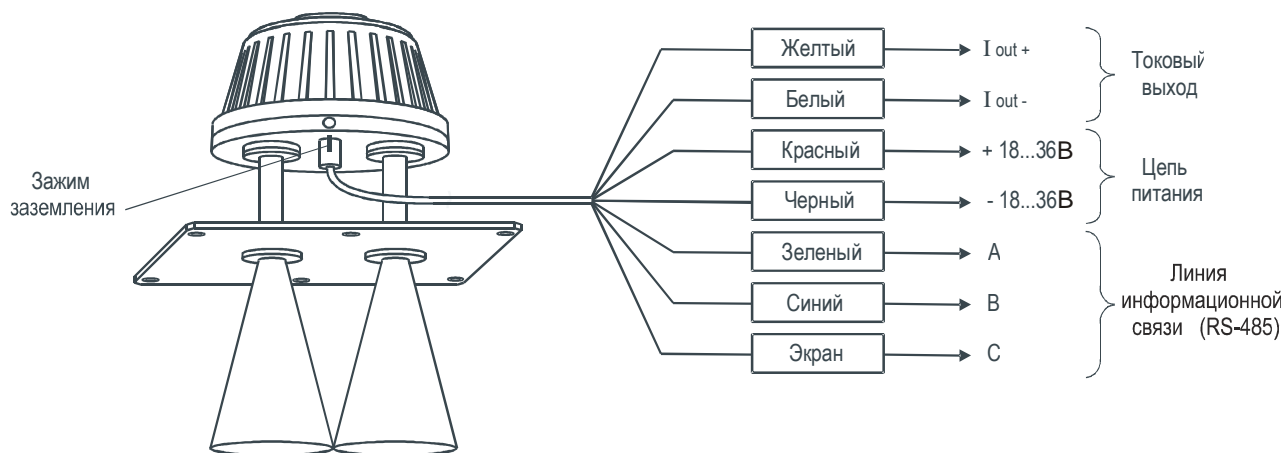 Желтый
I out +
Белый
I out -
Токовый
выход
Красный
+ 18...36В
Черный
- 18...36В
Цепь
питания
Зеленый
A
Синий
B
Экран
C
Линия
информационной
связи (RS-485)
Зажим
заземления